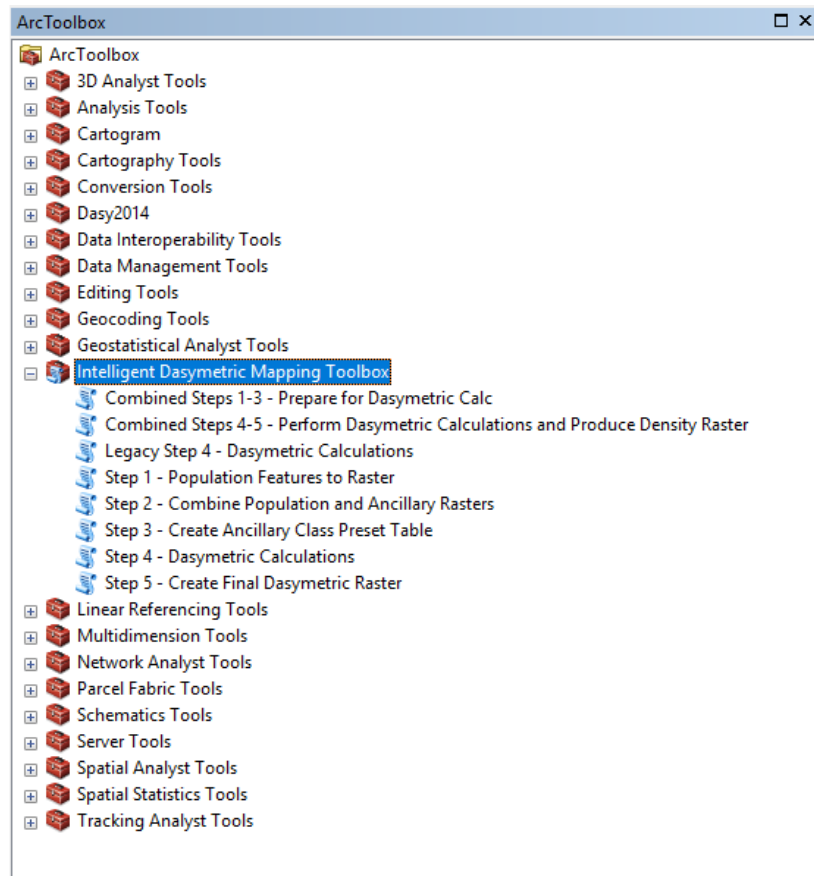 ArcToolbox
ArcToolbox
3D Analyst Tools
Analysis Tools
Cartogram
Cartography Tools
Conversion Tools
Dasy2014
Data Interoperability Tools
Data Management Tools
Editing Tools
Geocoding Tools
Geostatistical Analyst Tools
Intelligent Dasymetric Mapping Toolbox
Combined Steps 1-3 - Prepare for Dasymetric Calc
Combined Steps 4-5 - Perform Dasymetric Calculations and Produce Density Raster
Legacy Step 4 - Dasymetric Calculations
Step 1 - Population Features to Raster
Step 2 - Combine Population and Ancillary Rasters
Step 3 - Create Ancillary Class Preset Table
Step 4 - Dasymetric Calculations
Step 5 - Create Final Dasymetric Raster
Linear Referencing Tools
Multidimension Tools
Network Analyst Tools
Parcel Fabric Tools
Schematics Tools
Server Tools
Spatial Analyst Tools
Spatial Statistics Tools
Tracking Analyst Tools